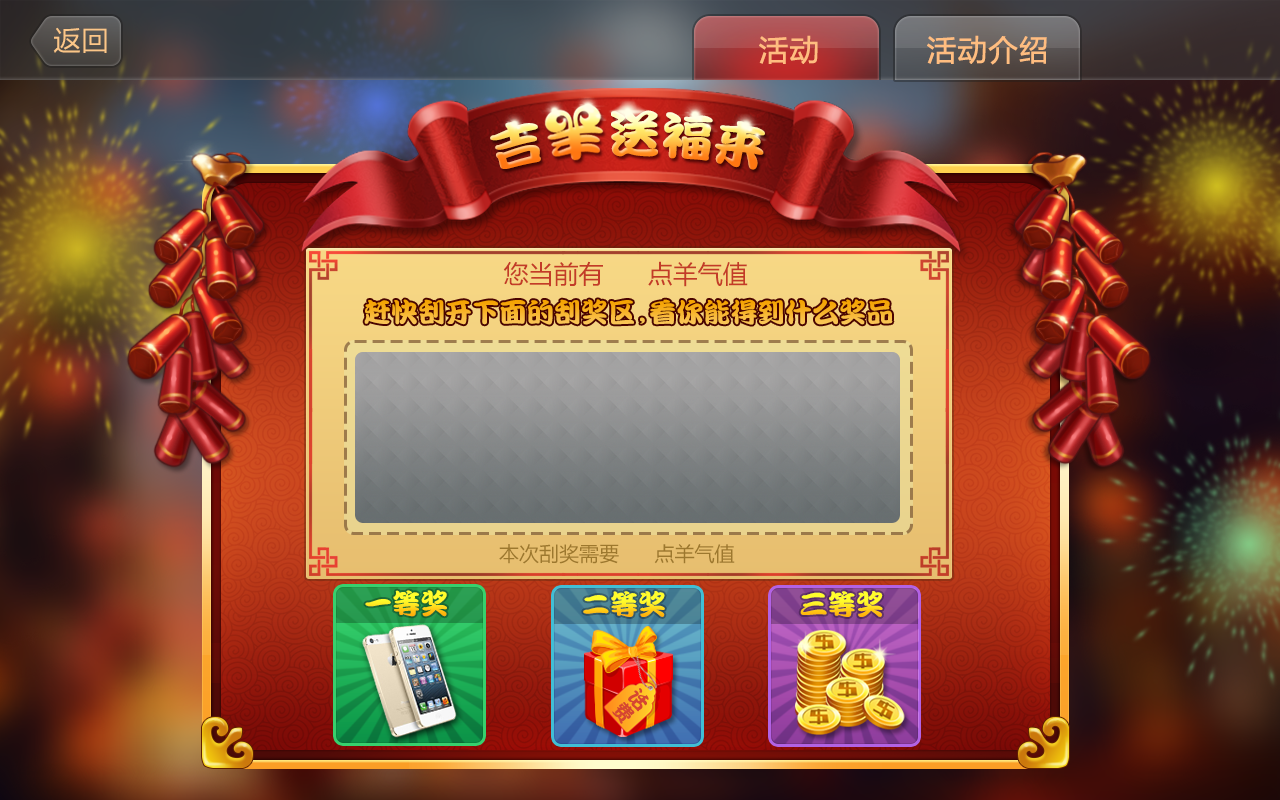 返回
活动
活动介绍
吉羊送福来
您当前有 点羊气值
赶快刮开下面的刮奖区,看你能得到什么奖品
本次刮奖需要 点羊气值
一等奖
二等奖
三等奖
话费